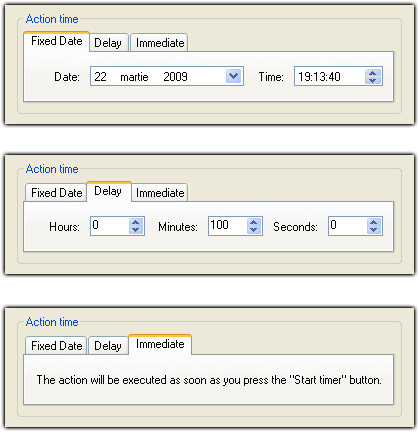 Action time
Fixed Date Delay Immediate
Date: 22 martie 2009 Time: 19:13:40
Action time
Fixed Date Delay Immediate
Hours: 0 Minutes: 100 Seconds: 0
Action time
Fixed Date Delay Immediate
The action will be executed as soon as you press the "Start timer" button.